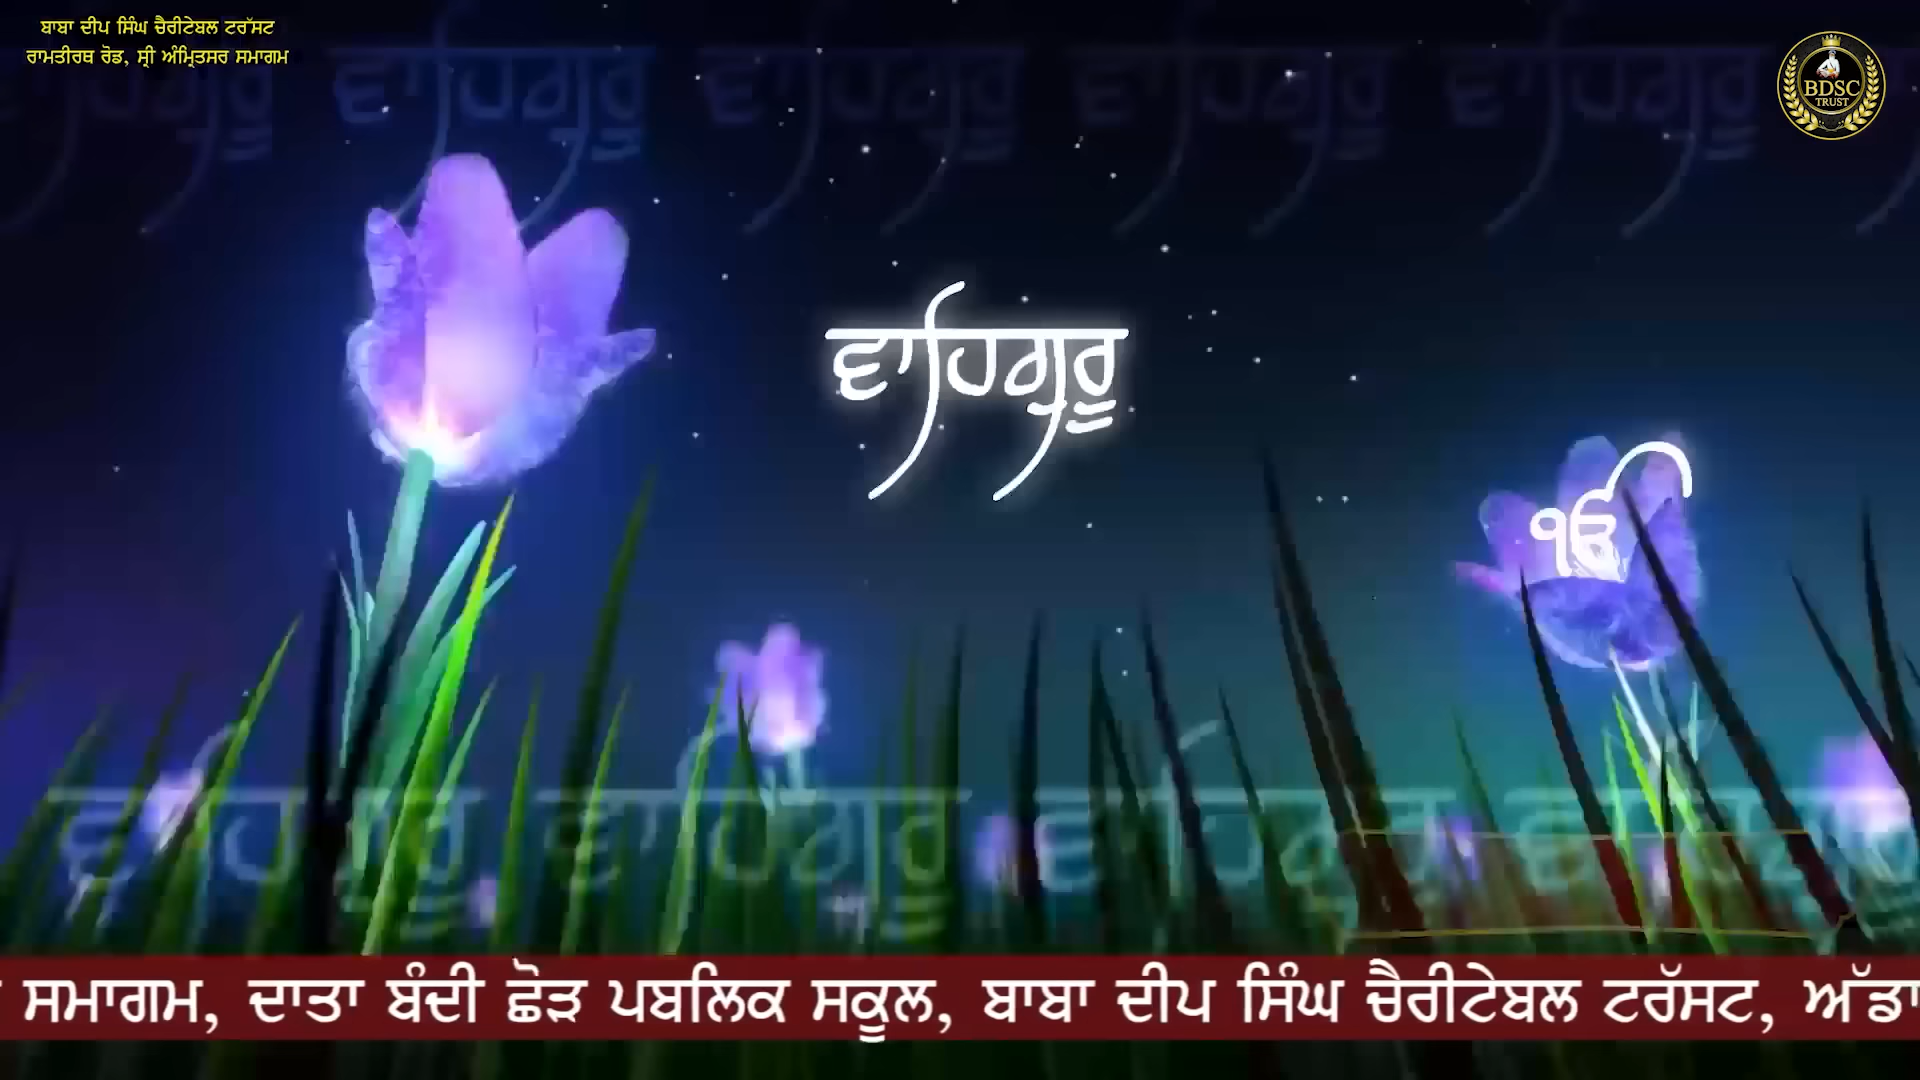 ਬਾਬਾ ਦੀਪ ਸਿੰਘ ਚੈਰੀਟੇਬਲ ਟਰੱਸਟ
ਰਾਮਤੀਰਥ ਰੋਡ, ਸ੍ਰੀ ਅੰਮ੍ਰਿਤਸਰ ਸਮਾਗਮ
BDSC
TRUST
ਵਾਹਿਗੁਰੂ ਵਾਹਿਗੁਰੂ ਵਾਹਿਗੁਰੂ ਵਾਹਿਗੁਰੂ
ਵਾਹਿਗੁਰੂ
ੴ
ਵਾਹਿਗੁਰੂ ਵਾਹਿਗੁਰੂ ਵਾਹਿਗੁਰੂ ਵਾਹਿਗੁਰੂ
ਸਮਾਗਮ, ਦਾਤਾ ਬੰਦੀ ਛੋੜ ਪਬਲਿਕ ਸਕੂਲ, ਬਾਬਾ ਦੀਪ ਸਿੰਘ ਚੈਰੀਟੇਬਲ ਟਰੱਸਟ, ਅੱਡਾ